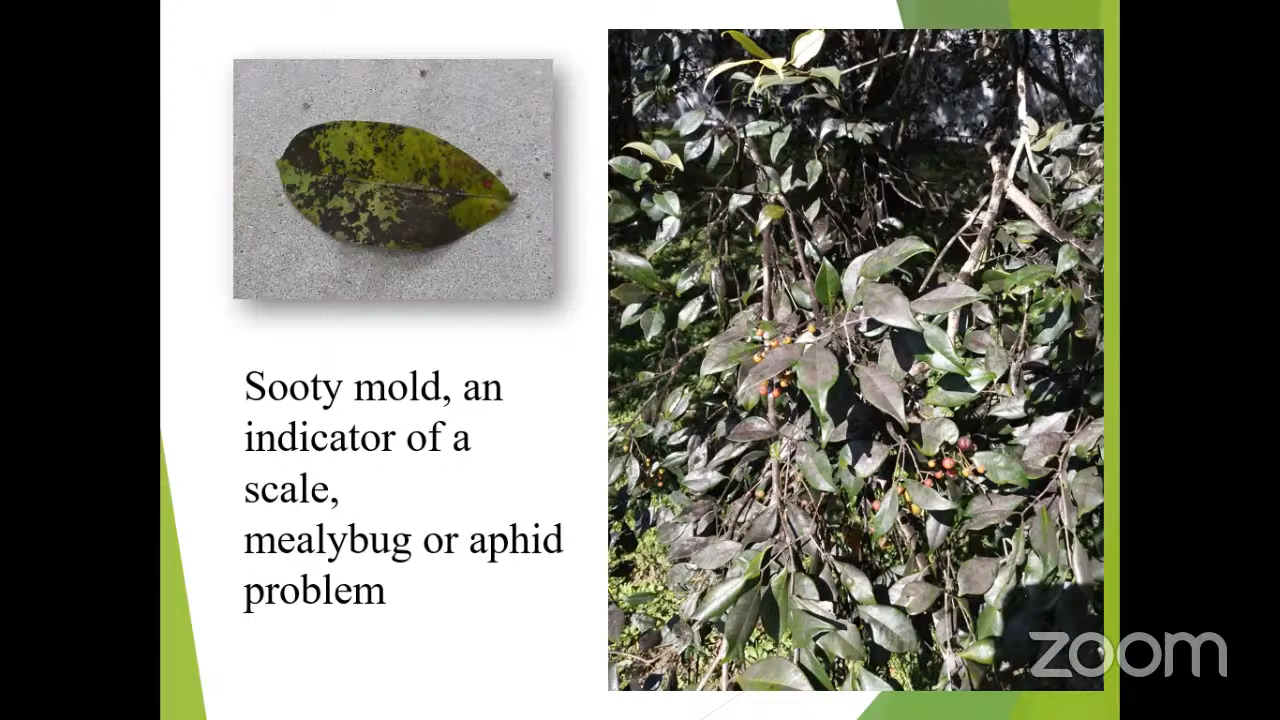 Sooty mold, an
indicator of a
scale,
mealybug or aphid
problem
zoom